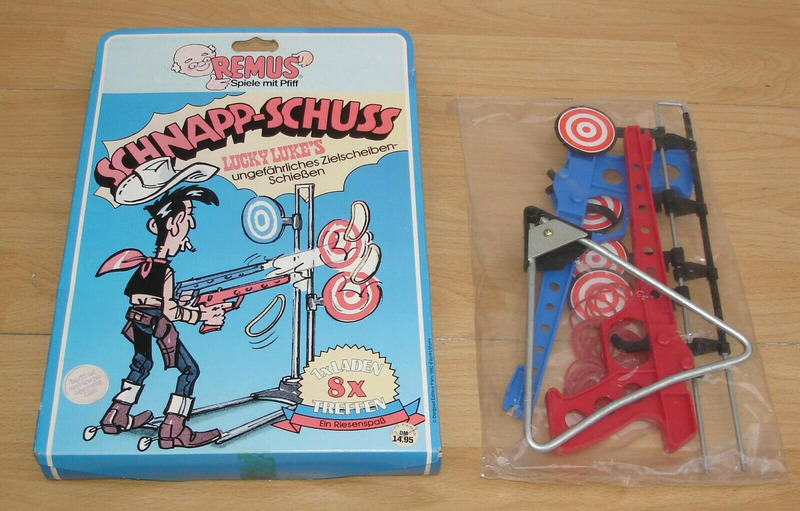 REMUS
Spiele mit Pfiff
SCHNAPP-SCHUSS
LUCKY LUKE'S
ungefährliches Zielscheiben-
Schießen
1x LADEN
8x
TREFFEN
Ein Riesenspaß
DM
14.95